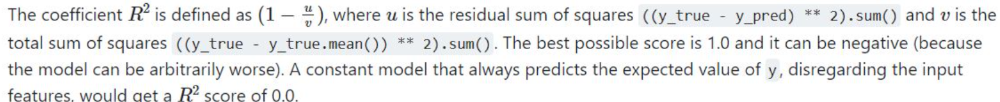 The coefficient R² is defined as (1 − u/v), where u is the residual sum of squares ((y_true - y_pred) ** 2).sum() and v is the
total sum of squares ((y_true - y_true.mean()) ** 2).sum(). The best possible score is 1.0 and it can be negative (because
the model can be arbitrarily worse). A constant model that always predicts the expected value of y, disregarding the input
features, would get a R² score of 0.0.